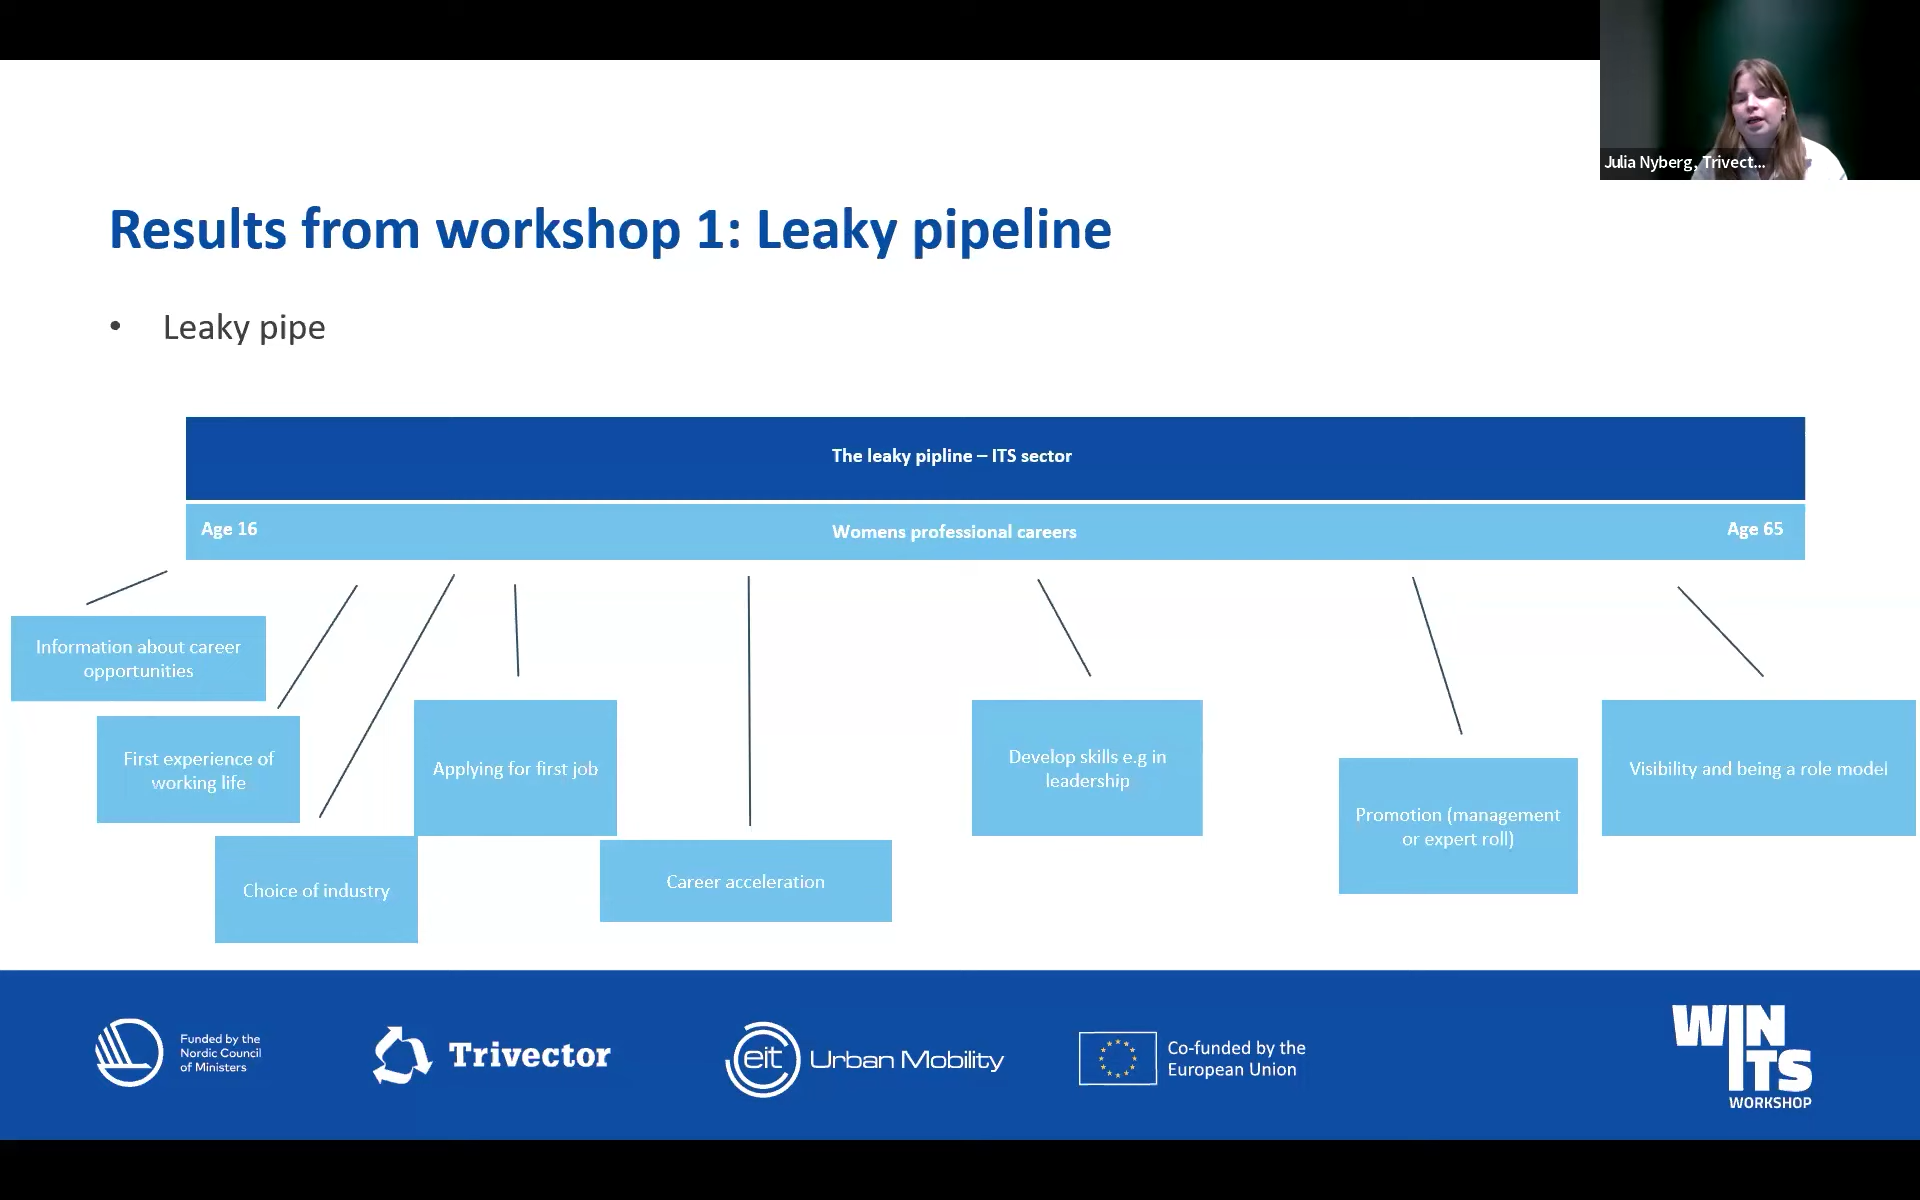 Julia Nyberg, Trivect...
Results from workshop 1: Leaky pipeline
• Leaky pipe
The leaky pipline – ITS sector
Age 16
Womens professional careers
Age 65
Information about career
opportunities
First experience of
working life
Choice of industry
Applying for first job
Career acceleration
Develop skills e.g in
leadership
Promotion (management
or expert roll)
Visibility and being a role model
Funded by the
Nordic Council
of Ministers
Trivector
eit Urban Mobility
Co-funded by the
European Union
WIN
ITS
WORKSHOP